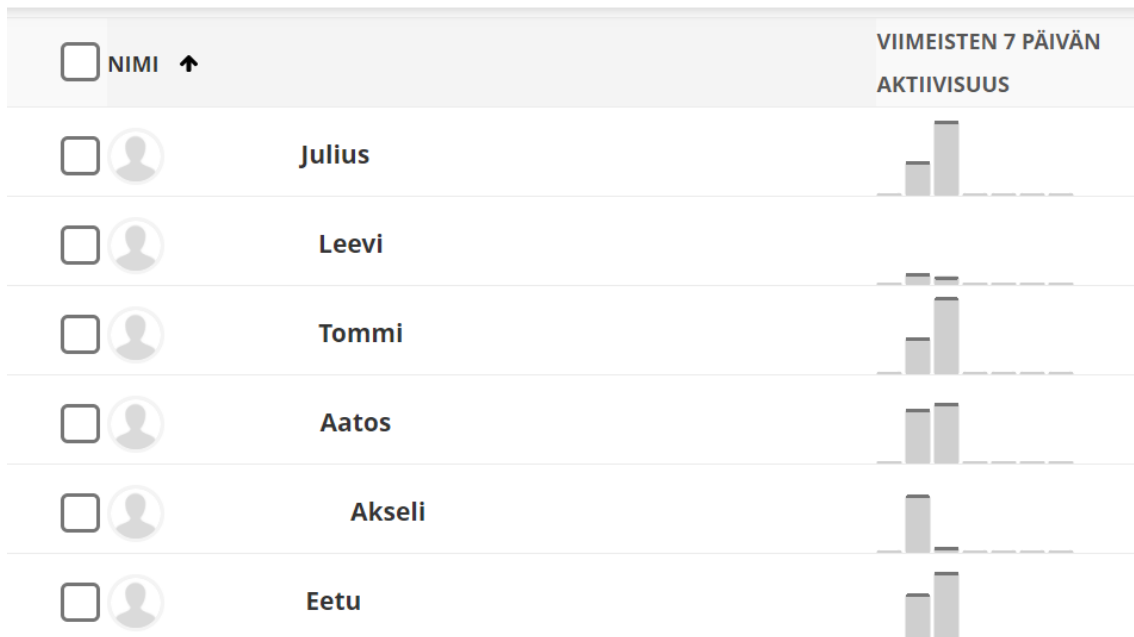 NIMI
VIIMEISTEN 7 PÄIVÄN
AKTIIVISUUS
Julius
Leevi
Tommi
Aatos
Akseli
Eetu